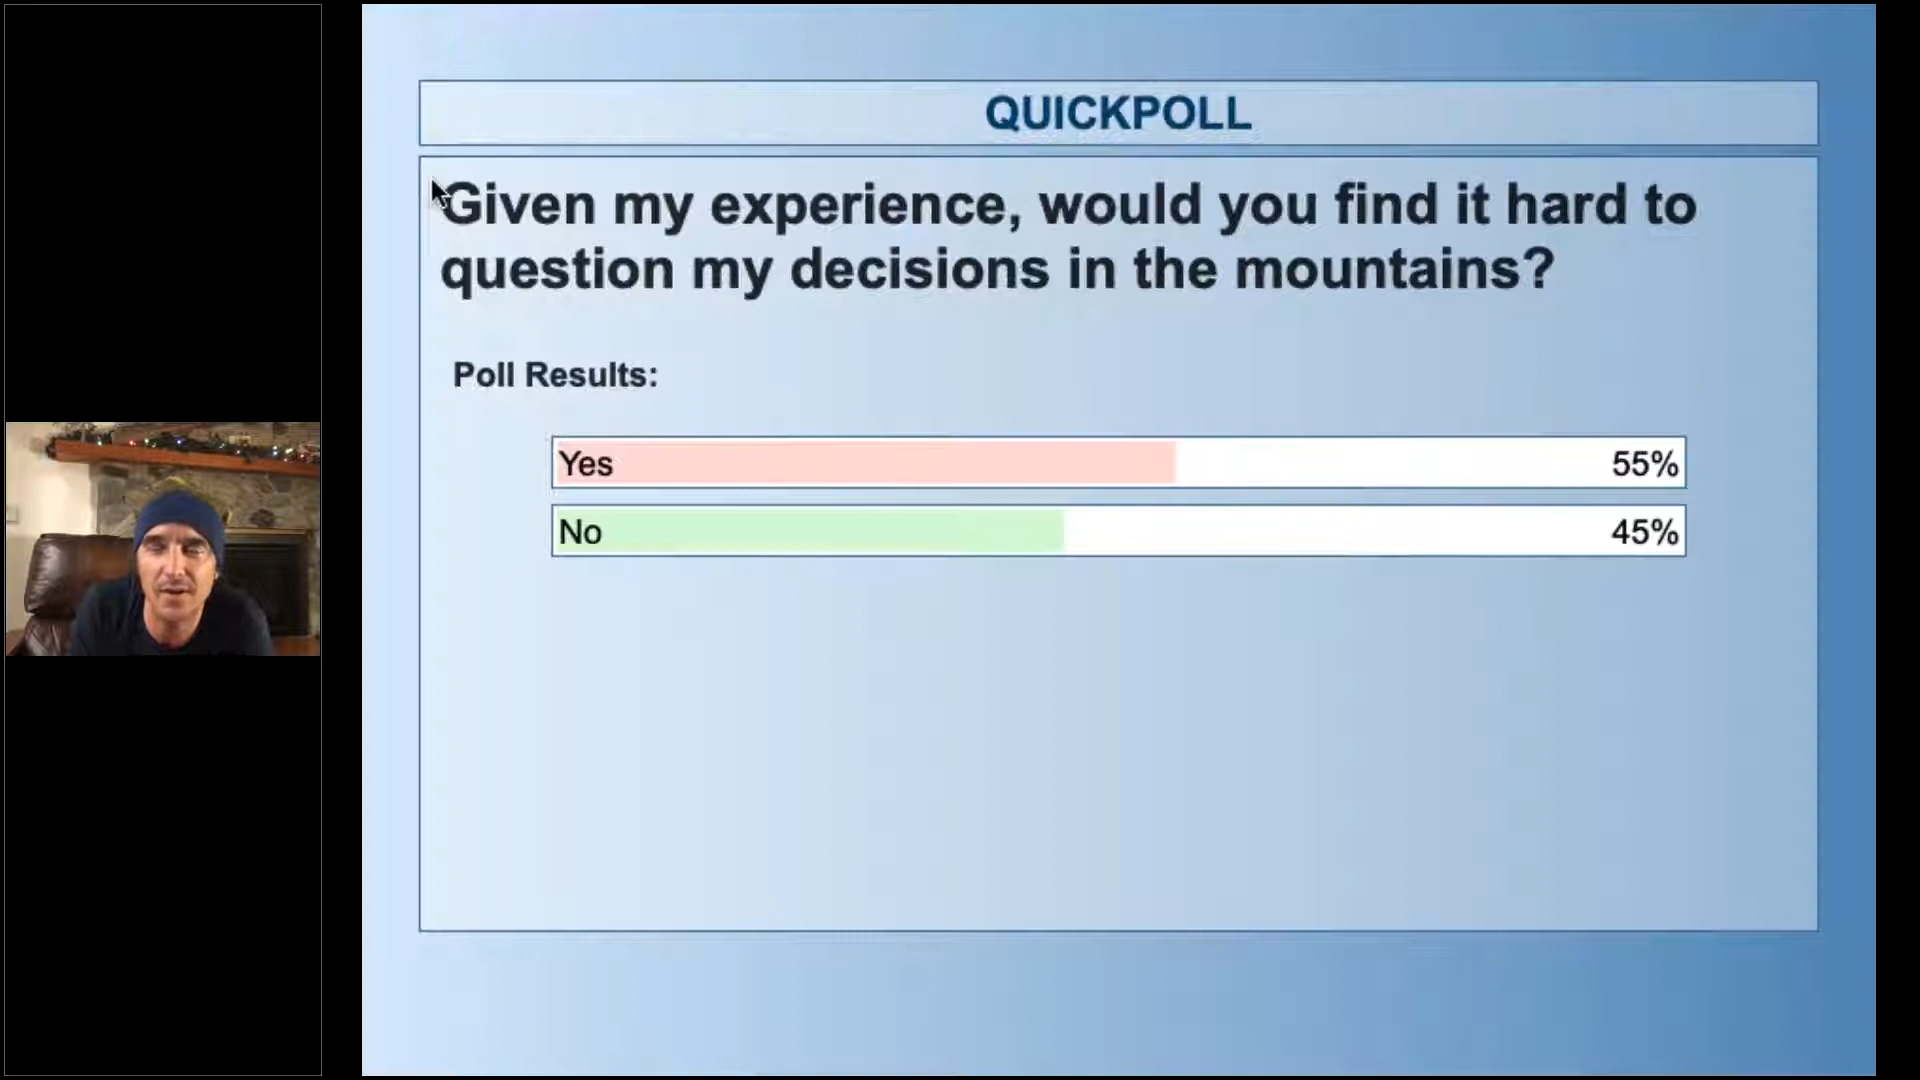 QUICKPOLL
Given my experience, would you find it hard to
question my decisions in the mountains?
Poll Results:
Yes 55%
No 45%